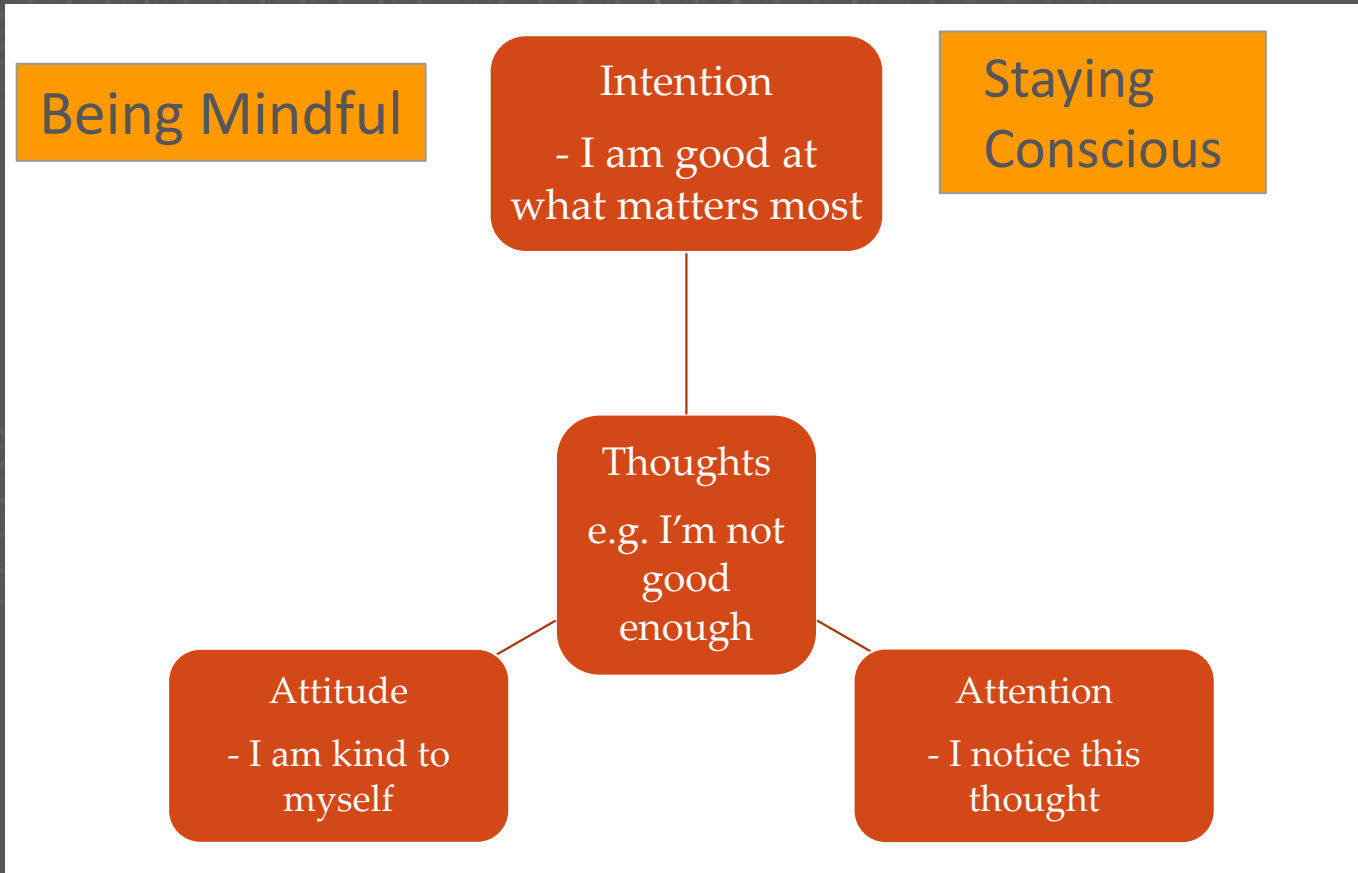 Being Mindful
Intention
- I am good at
what matters most
Staying
Conscious
Thoughts
e.g. I’m not
good
enough
Attitude
- I am kind to
myself
Attention
- I notice this
thought